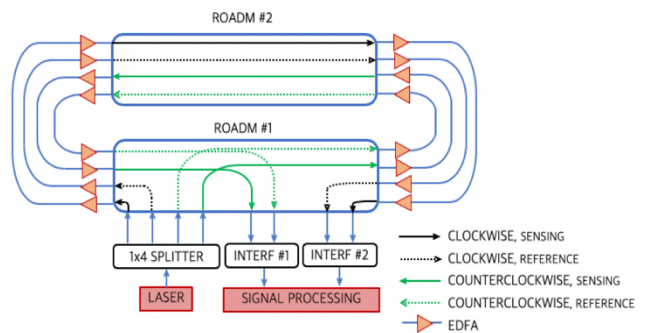 ROADM #2
ROADM #1
1x4 SPLITTER
INTERF #1
INTERF #2
LASER
SIGNAL PROCESSING
CLOCKWISE, SENSING
CLOCKWISE, REFERENCE
COUNTERCLOCKWISE, SENSING
COUNTERCLOCKWISE, REFERENCE
EDFA